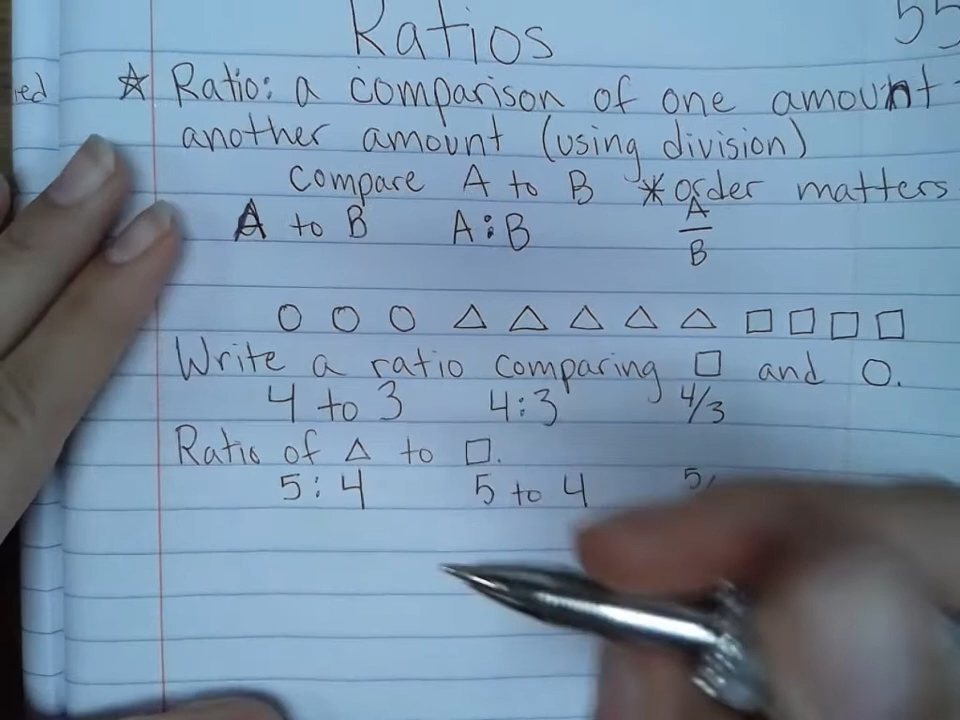 Ratios
55
ed
☆ Ratio: a comparison of one amount
another amount (using division)
Compare A to B *order matters
A to B A:B A/B
○ ○ ○ △ △ △ △ △ □ □ □ □
Write a ratio comparing □ and ○.
4 to 3 4:3 4/3
Ratio of △ to □.
5:4 5 to 4 5/